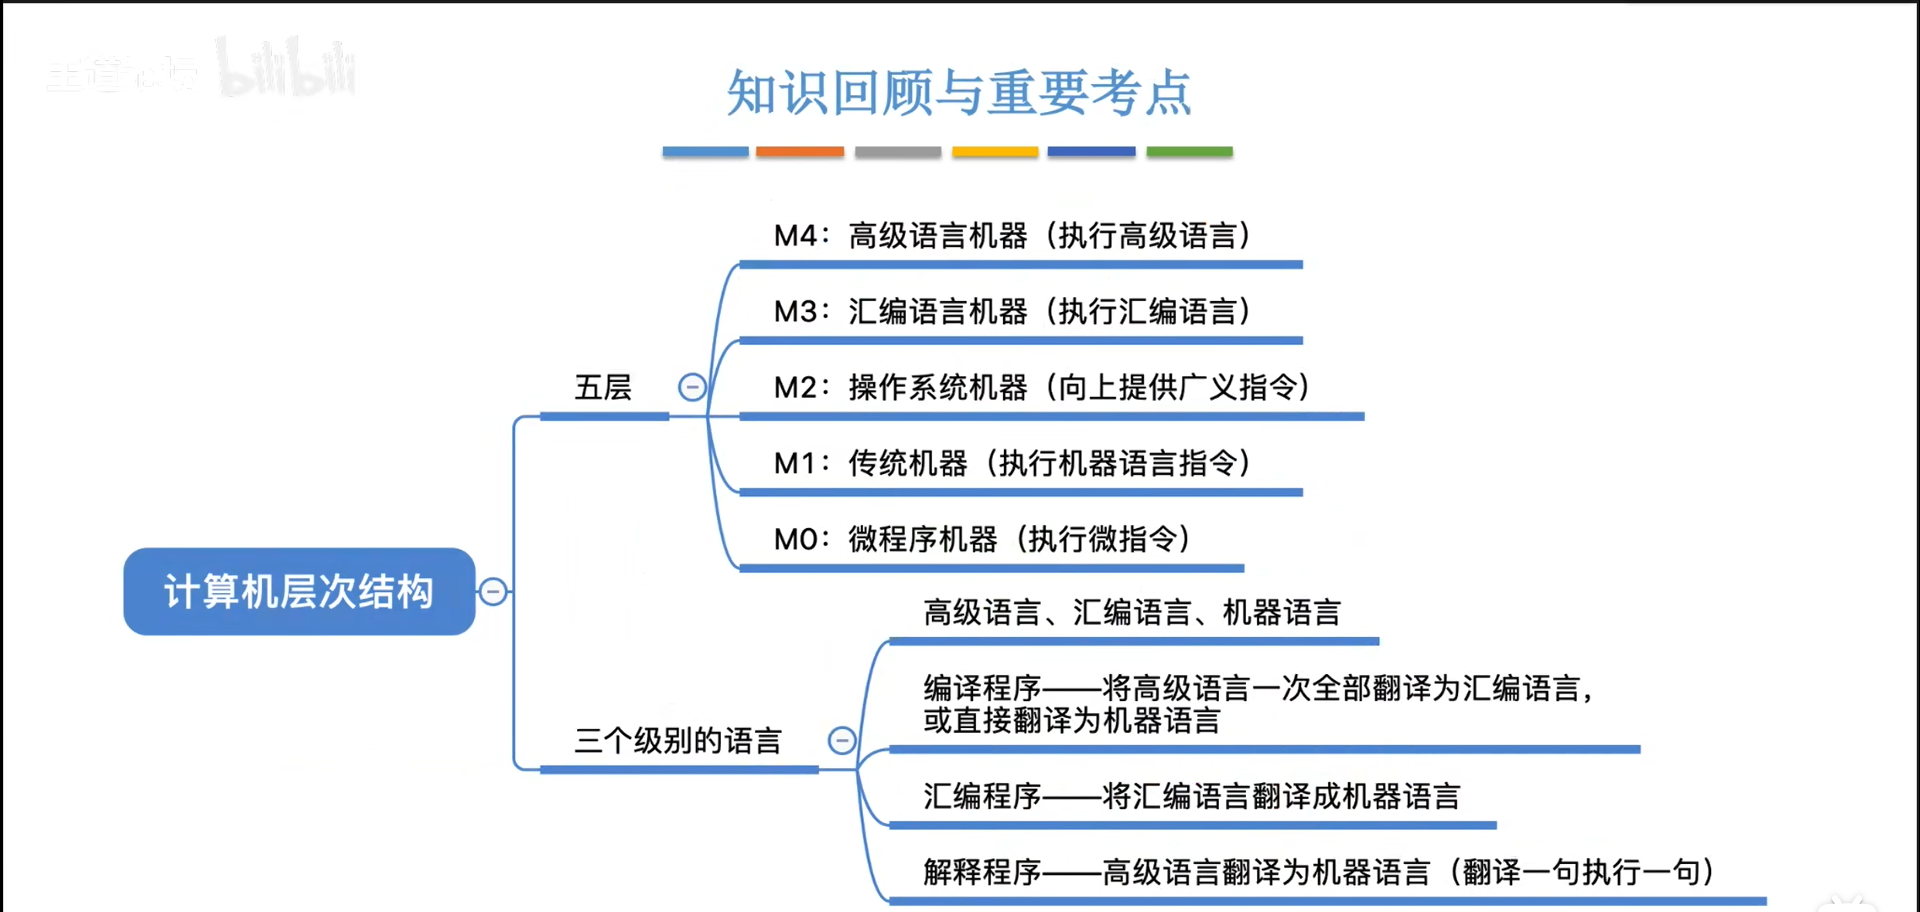 王道论坛 bilibili
知识回顾与重要考点
M4：高级语言机器（执行高级语言）
M3：汇编语言机器（执行汇编语言）
五层
M2：操作系统机器（向上提供广义指令）
M1：传统机器（执行机器语言指令）
M0：微程序机器（执行微指令）
计算机层次结构
高级语言、汇编语言、机器语言
编译程序——将高级语言一次全部翻译为汇编语言，
或直接翻译为机器语言
三个级别的语言
汇编程序——将汇编语言翻译成机器语言
解释程序——高级语言翻译为机器语言（翻译一句执行一句）